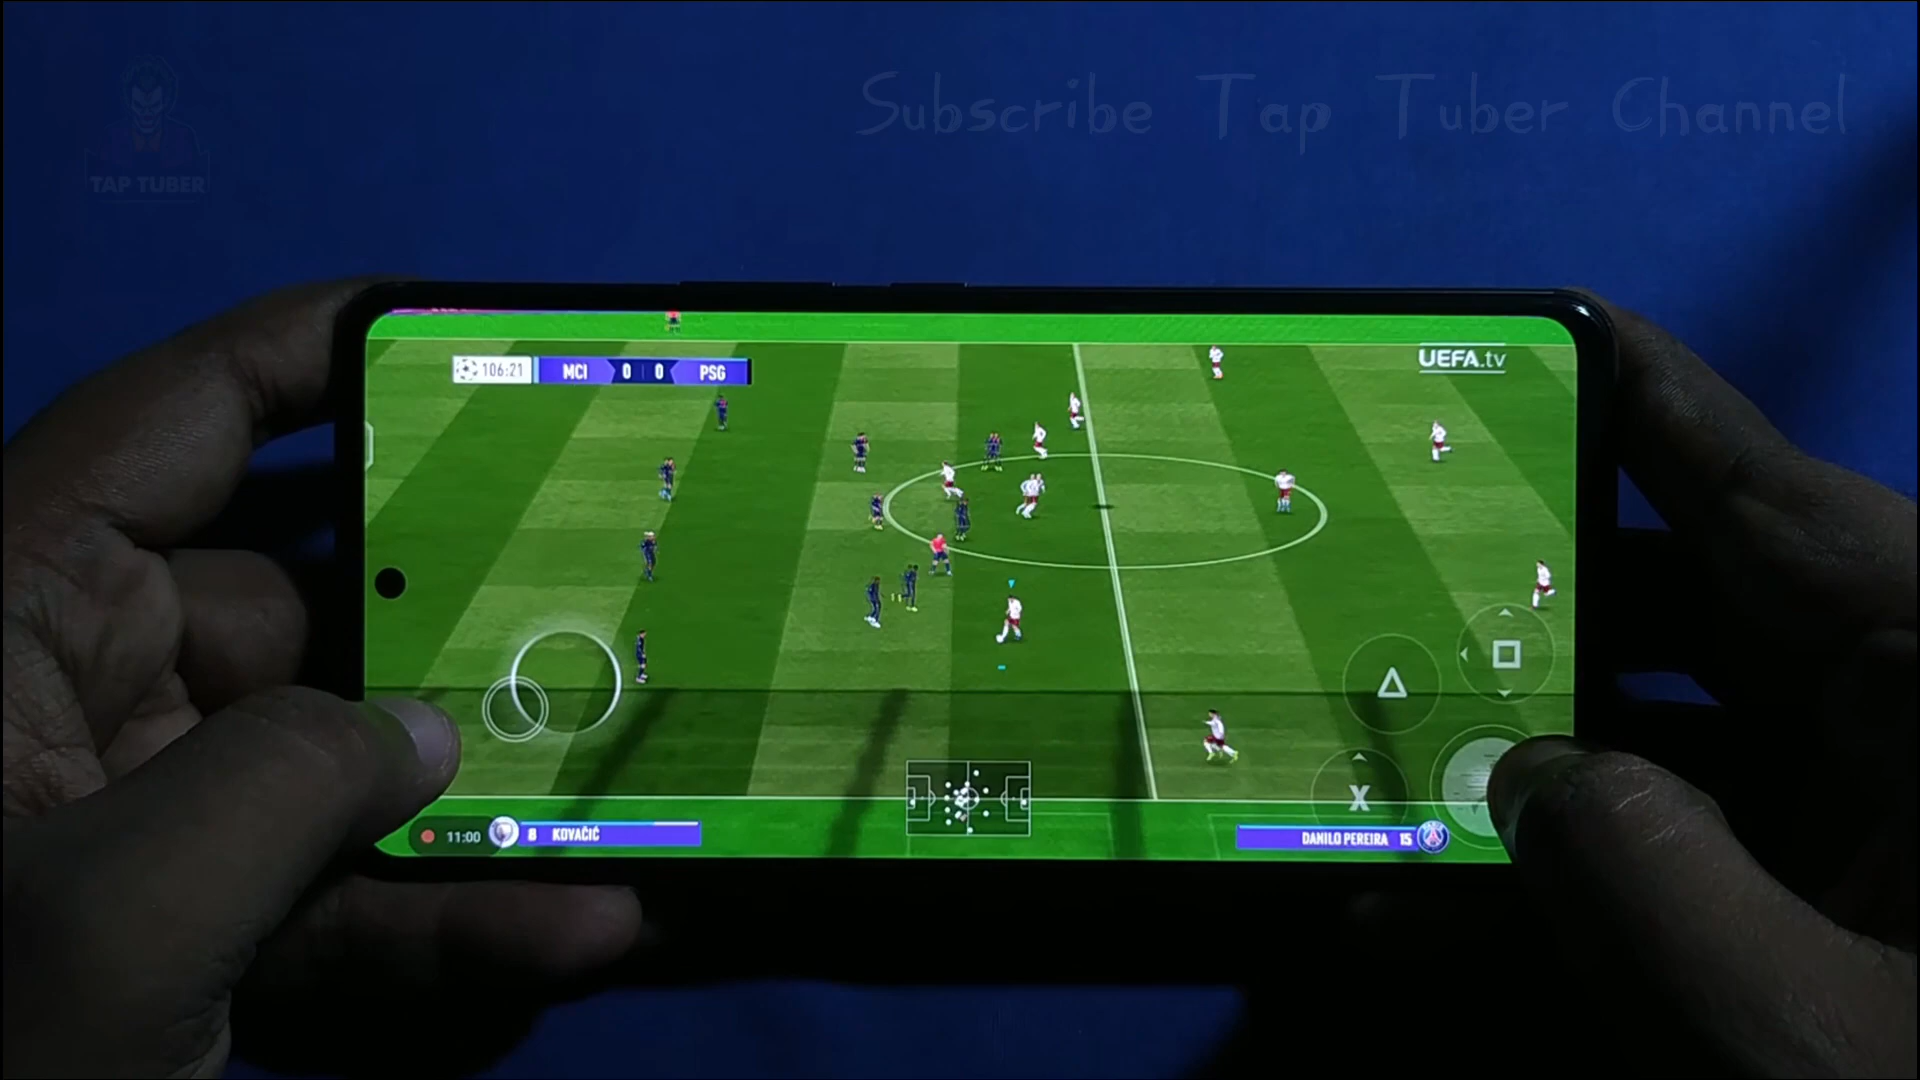 Subscribe Tap Tuber Channel
TAP TUBER
106:21 MCI 0 0 PSG
UEFA.tv
X
11:00 8 KOVAČIĆ
DANILO PEREIRA 15